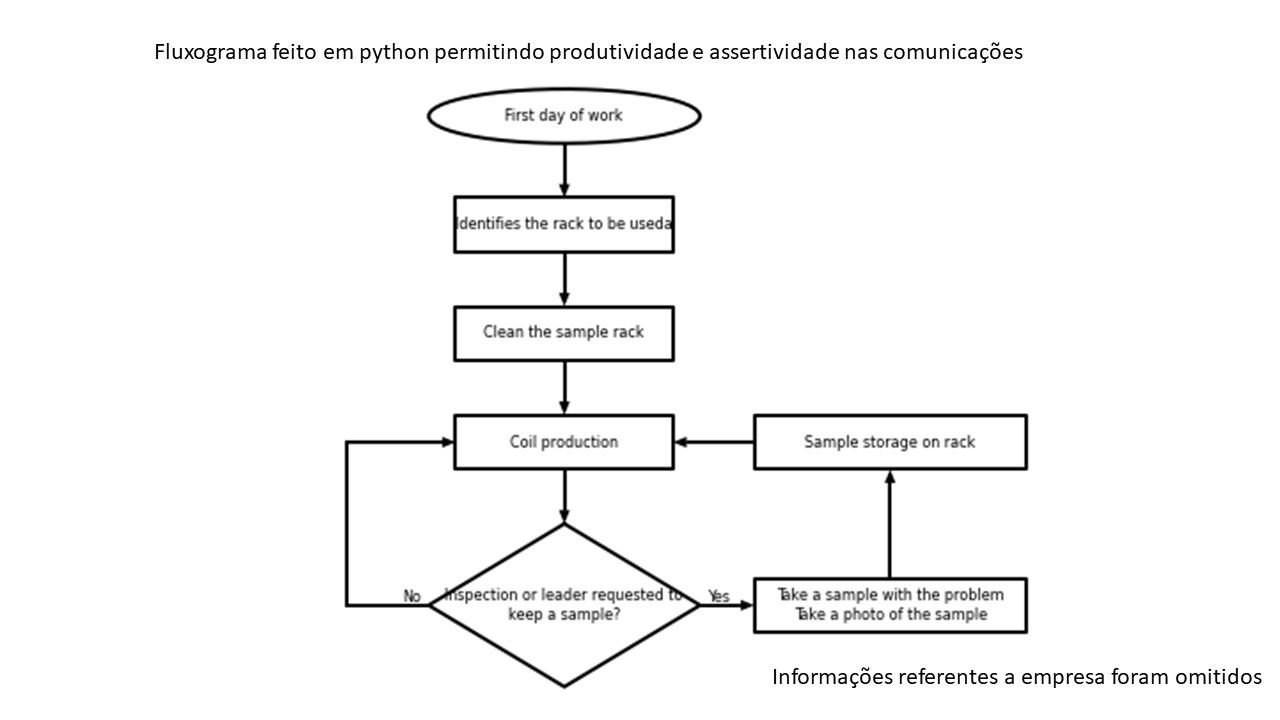 Fluxograma feito em python permitindo produtividade e assertividade nas comunicações
First day of work
Identifies the rack to be useda
Clean the sample rack
Coil production
Sample storage on rack
No
Inspection or leader requested to
keep a sample?
Yes
Take a sample with the problem
Take a photo of the sample
Informações referentes a empresa foram omitidos